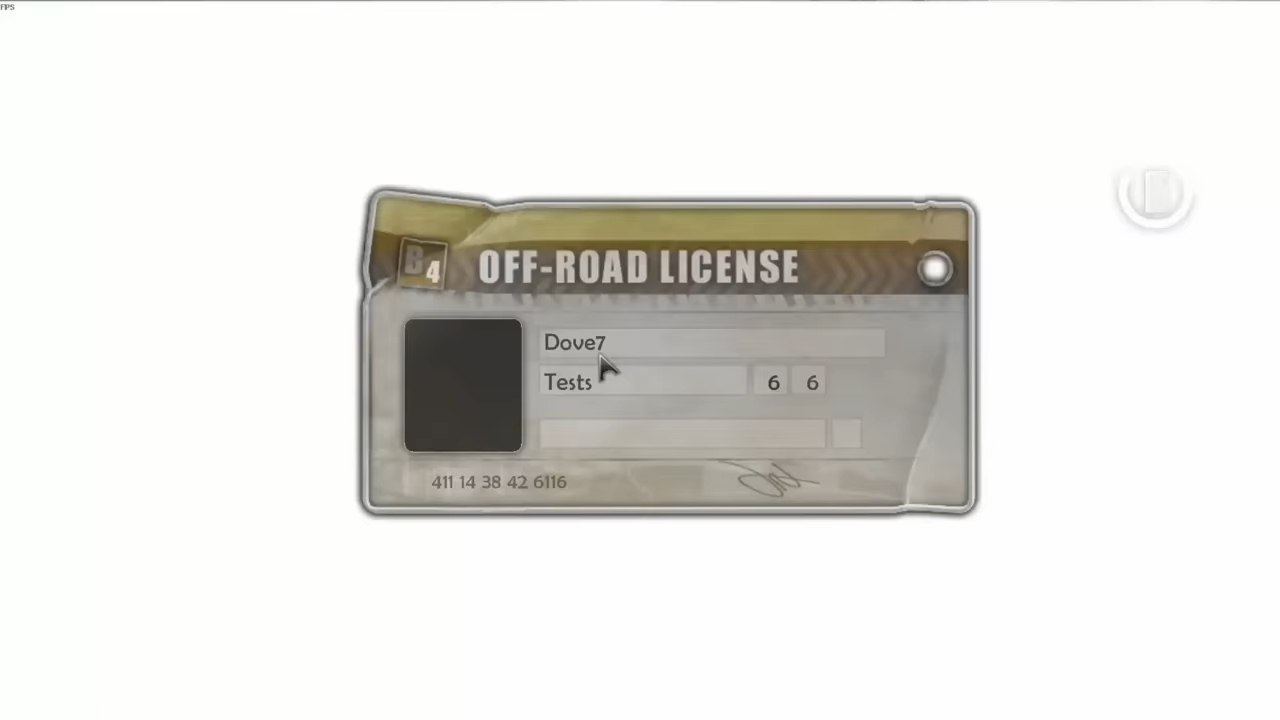 FPS
B4 OFF-ROAD LICENSE
Dove7
Tests 6 6
411 14 38 42 6116